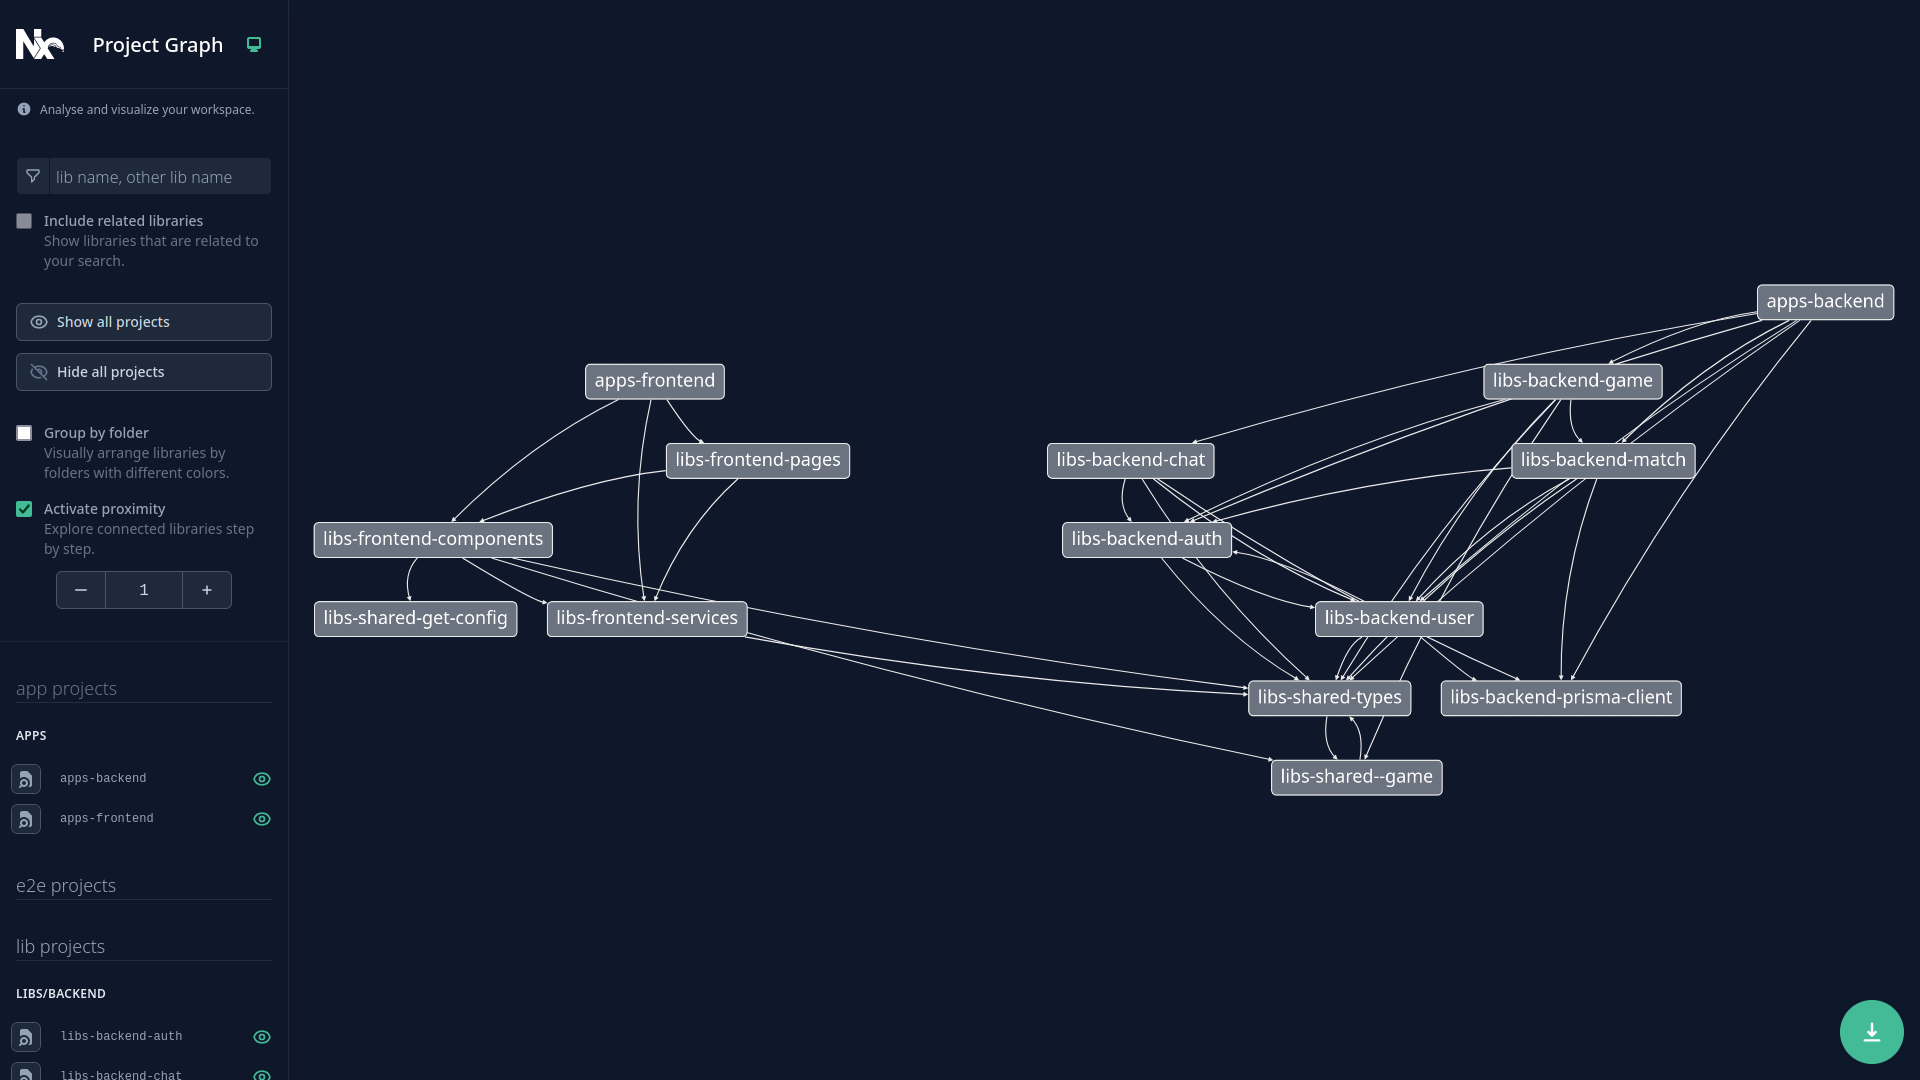 Nx
Project Graph
Analyse and visualize your workspace.
lib name, other lib name
Include related libraries
Show libraries that are related to
your search.
Show all projects
Hide all projects
Group by folder
Visually arrange libraries by
folders with different colors.
Activate proximity
Explore connected libraries step
by step.
1
app projects
APPS
apps-backend
apps-frontend
e2e projects
lib projects
LIBS/BACKEND
libs-backend-auth
libs-backend-chat
apps-backend
apps-frontend
libs-backend-game
libs-frontend-pages
libs-backend-chat
libs-backend-match
libs-frontend-components
libs-backend-auth
libs-shared-get-config
libs-frontend-services
libs-backend-user
libs-shared-types
libs-backend-prisma-client
libs-shared--game